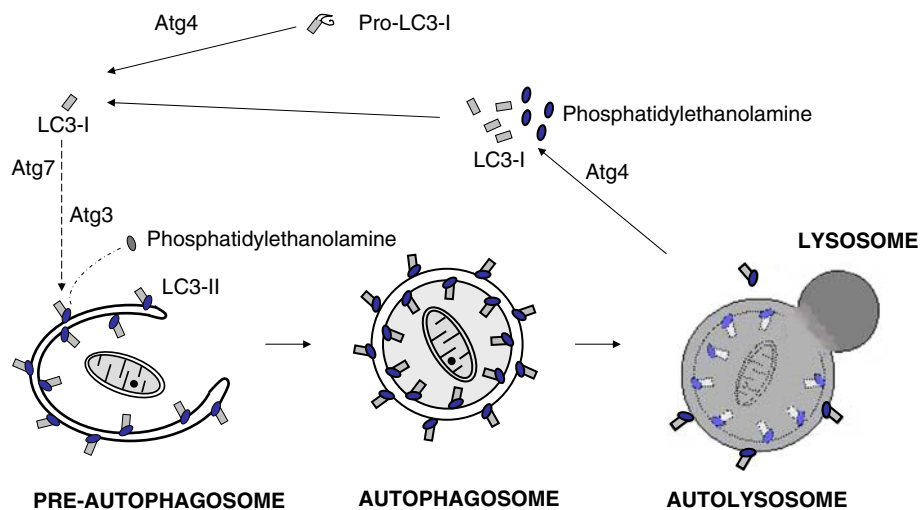 Atg4
Pro-LC3-I
LC3-I
Phosphatidylethanolamine
LC3-I
Atg7
Atg4
Atg3
Phosphatidylethanolamine
LYSOSOME
LC3-II
PRE-AUTOPHAGOSOME
AUTOPHAGOSOME
AUTOLYSOSOME